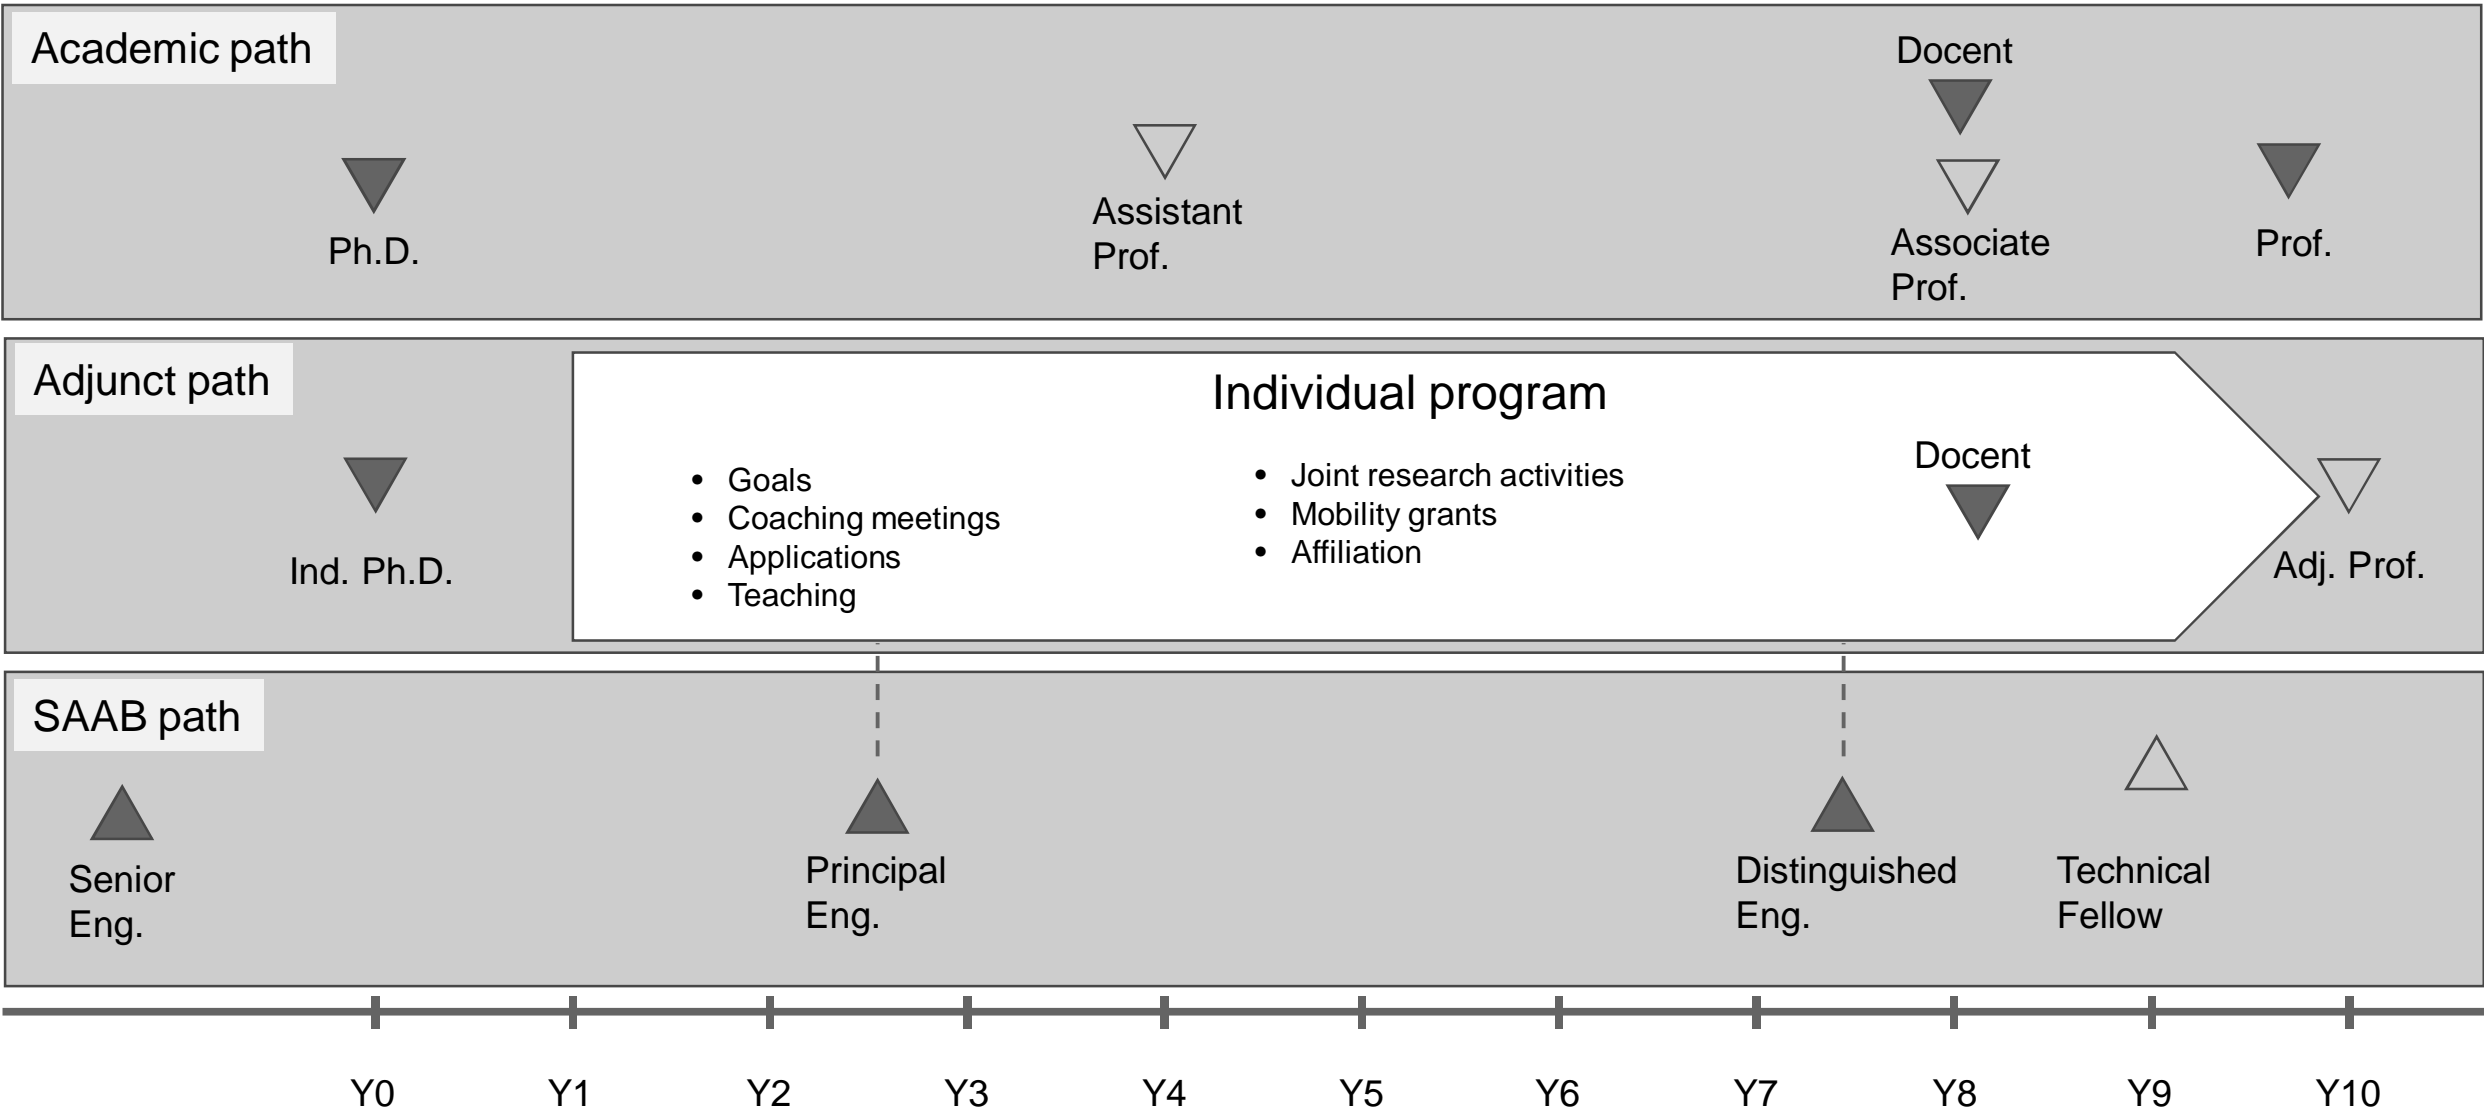 Academic path
Docent
Ph.D.
Assistant
Prof.
Associate
Prof.
Prof.
Adjunct path
Individual program
• Goals
• Coaching meetings
• Applications
• Teaching
• Joint research activities
• Mobility grants
• Affiliation
Docent
Ind. Ph.D.
Adj. Prof.
SAAB path
Senior
Eng.
Principal
Eng.
Distinguished
Eng.
Technical
Fellow
Y0 Y1 Y2 Y3 Y4 Y5 Y6 Y7 Y8 Y9 Y10